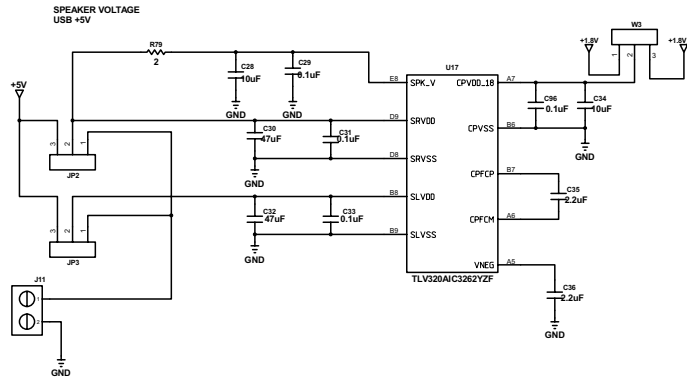 SPEAKER VOLTAGE
USB +5V
R79
2
W3
+1.8V
+1.8V
1
2
3
C28
10uF
C29
0.1uF
GND
GND
U17
+5V
E8
SPK_V
CPVDD_18
A7
C96
0.1uF
C34
10uF
D9
SRVDD
CPVSS
B6
C30
47uF
C31
0.1uF
GND
3
2
1
JP2
D8
SRVSS
GND
CPFCP
B7
C35
2.2uF
B8
SLVDD
CPFCM
A6
C32
47uF
C33
0.1uF
3
2
1
JP3
B9
SLVSS
GND
VNEG
A5
TLV320AIC3262YZF
J11
1
2
C36
2.2uF
GND
GND